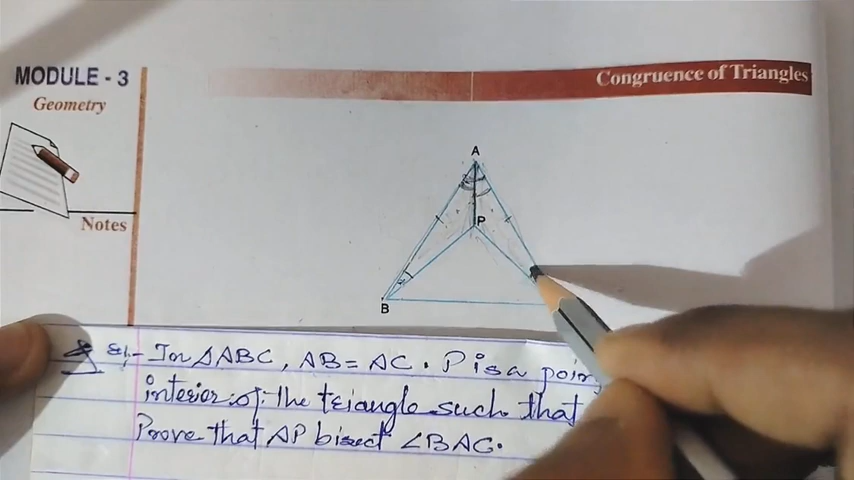 MODULE - 3
Geometry
Congruence of Triangles
Notes
A
P
B
In ΔABC, AB = AC. P is a poin
interior of the triangle such that
Prove that AP bisect ∠BAC.